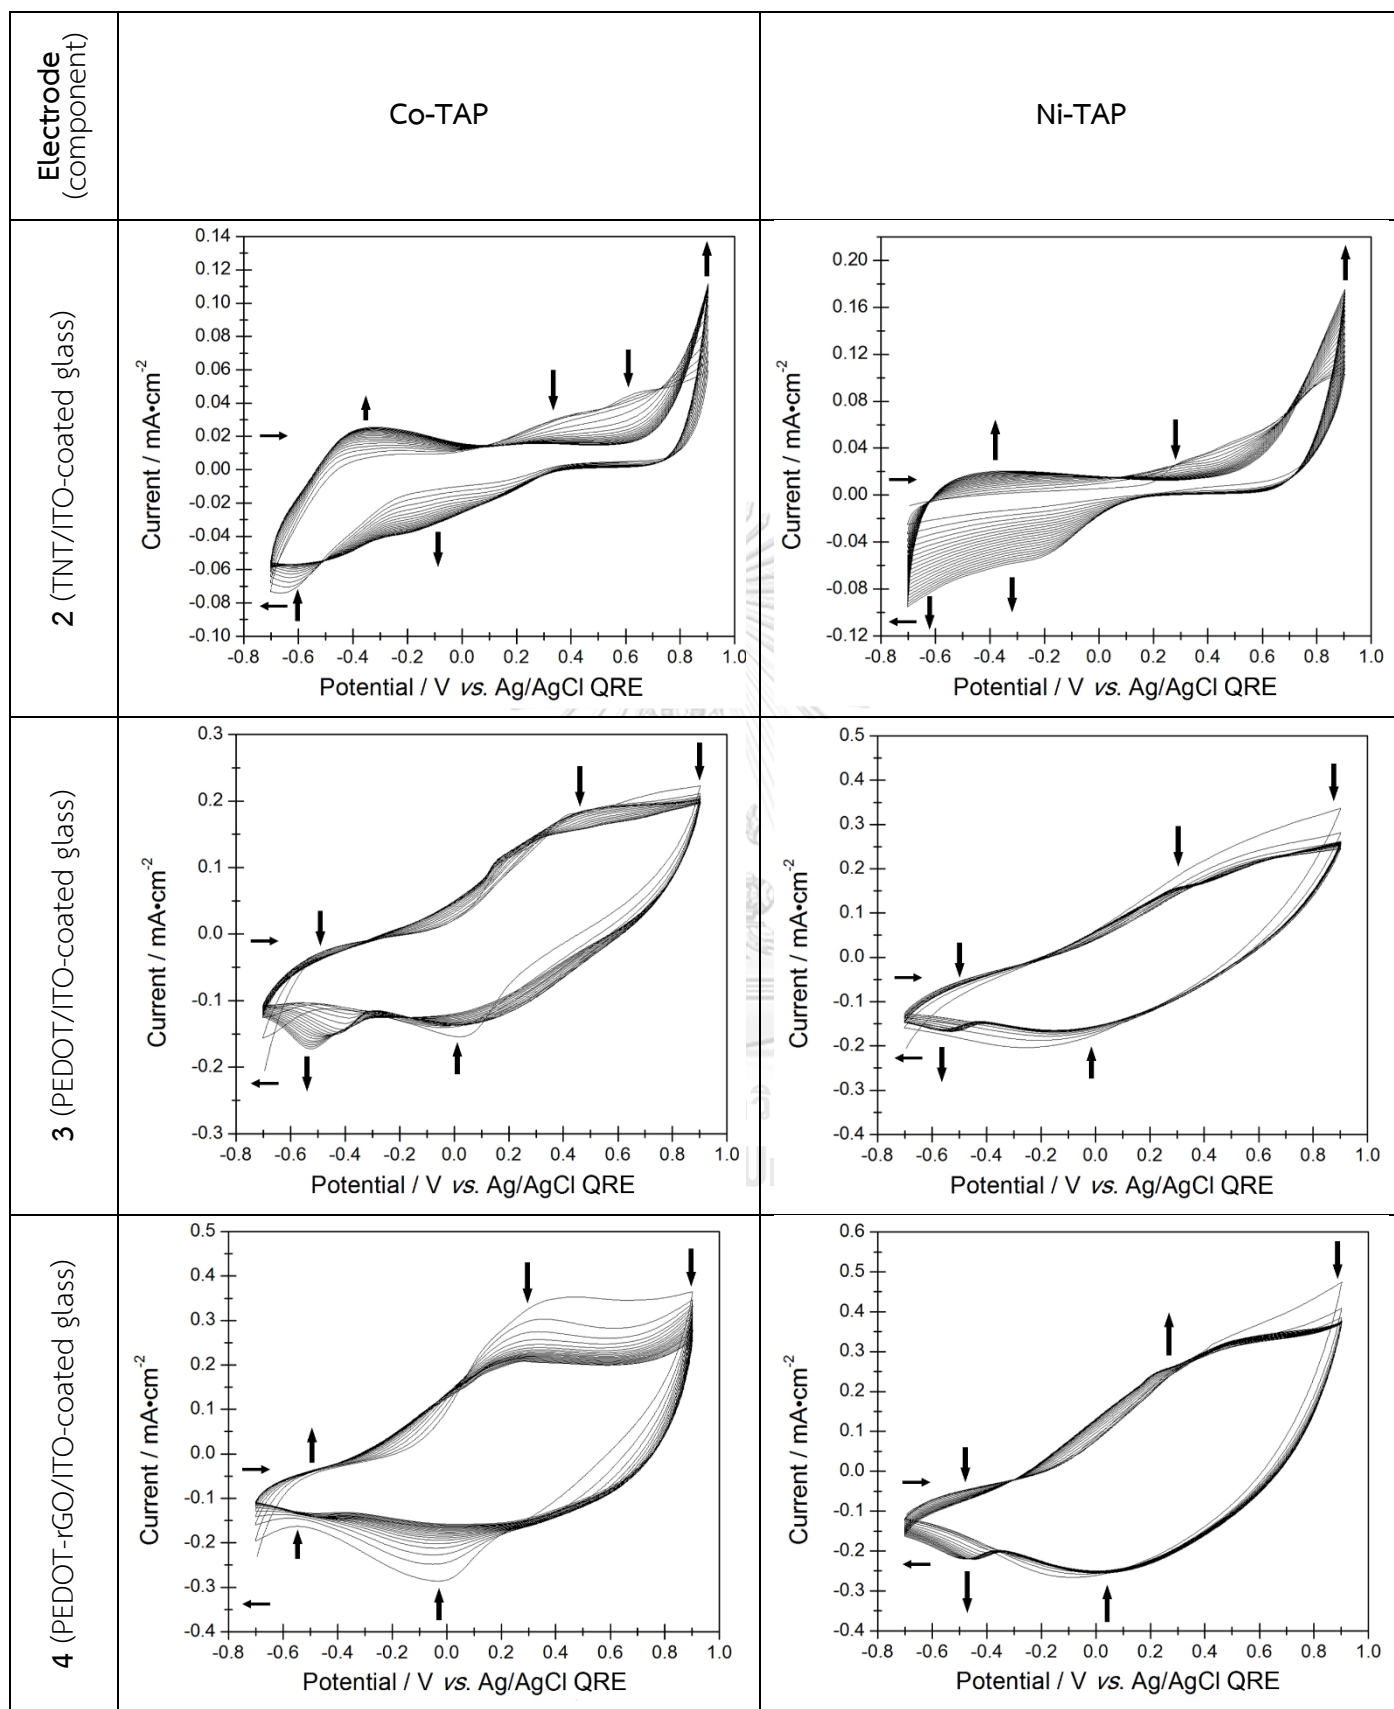 Electrode
(component)
Co-TAP
Ni-TAP
2 (TNT/ITO-coated glass)
0.14
0.12
0.10
0.08
0.06
0.04
0.02
0.00
-0.02
-0.04
-0.06
-0.08
-0.10
Current / mA•cm-2
-0.8 -0.6 -0.4 -0.2 0.0 0.2 0.4 0.6 0.8 1.0
Potential / V vs. Ag/AgCl QRE
0.20
0.16
0.12
0.08
0.04
0.00
-0.04
-0.08
-0.12
Current / mA•cm-2
-0.8 -0.6 -0.4 -0.2 0.0 0.2 0.4 0.6 0.8 1.0
Potential / V vs. Ag/AgCl QRE
3 (PEDOT/ITO-coated glass)
0.3
0.2
0.1
0.0
-0.1
-0.2
-0.3
Current / mA•cm-2
-0.8 -0.6 -0.4 -0.2 0.0 0.2 0.4 0.6 0.8 1.0
Potential / V vs. Ag/AgCl QRE
0.5
0.4
0.3
0.2
0.1
0.0
-0.1
-0.2
-0.3
-0.4
Current / mA•cm-2
-0.8 -0.6 -0.4 -0.2 0.0 0.2 0.4 0.6 0.8 1.0
Potential / V vs. Ag/AgCl QRE
4 (PEDOT-rGO/ITO-coated glass)
0.5
0.4
0.3
0.2
0.1
0.0
-0.1
-0.2
-0.3
-0.4
Current / mA•cm-2
-0.8 -0.6 -0.4 -0.2 0.0 0.2 0.4 0.6 0.8 1.0
Potential / V vs. Ag/AgCl QRE
0.6
0.5
0.4
0.3
0.2
0.1
0.0
-0.1
-0.2
-0.3
-0.4
Current / mA•cm-2
-0.8 -0.6 -0.4 -0.2 0.0 0.2 0.4 0.6 0.8 1.0
Potential / V vs. Ag/AgCl QRE